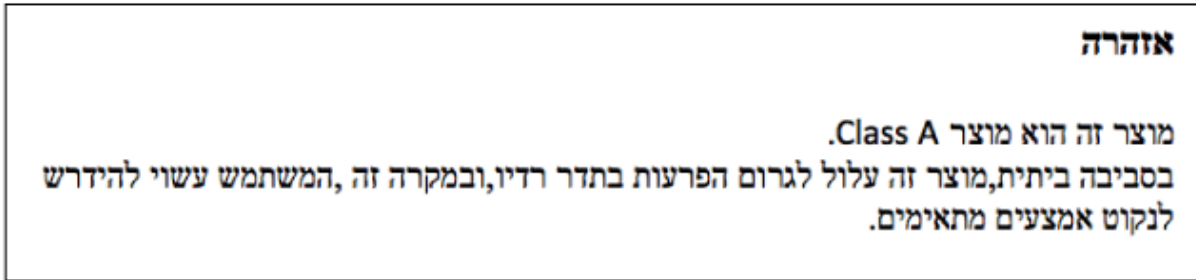 אזהרה
מוצר זה הוא מוצר Class A.
בסביבה ביתית,מוצר זה עלול לגרום הפרעות בתדר רדיו,ובמקרה זה ,המשתמש עשוי להידרש
לנקוט אמצעים מתאימים.